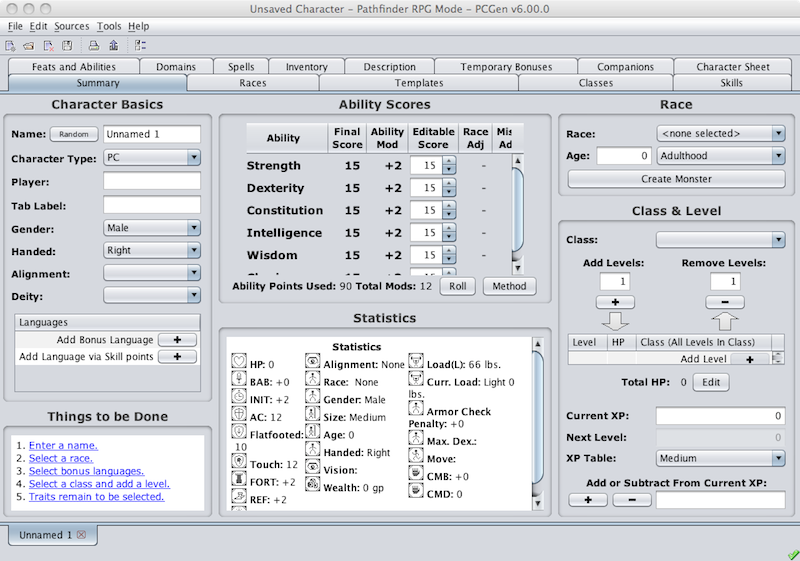 Unsaved Character – Pathfinder RPG Mode – PCGen v6.00.0
File Edit Sources Tools Help
Feats and Abilities Domains Spells Inventory Description Temporary Bonuses Companions Character Sheet
Summary Races Templates Classes Skills
Character Basics
Name: Random Unnamed 1
Character Type: PC
Player:
Tab Label:
Gender: Male
Handed: Right
Alignment:
Deity:
Languages
Add Bonus Language +
Add Language via Skill points +
Things to be Done
1. Enter a name.
2. Select a race.
3. Select bonus languages.
4. Select a class and add a level.
5. Traits remain to be selected.
Ability Scores
Ability Final Score Ability Mod Editable Score Race Adj Mis Ad
Strength 15 +2 15 -
Dexterity 15 +2 15 -
Constitution 15 +2 15 -
Intelligence 15 +2 15 -
Wisdom 15 +2 15 -
Ability Points Used: 90 Total Mods: 12 Roll Method
Statistics
Statistics
HP: 0
BAB: +0
INIT: +2
AC: 12
Flatfooted:
10
Touch: 12
FORT: +2
REF: +2
Alignment: None
Race: None
Gender: Male
Size: Medium
Age: 0
Handed: Right
Vision:
Wealth: 0 gp
Load(L): 66 lbs.
Curr. Load: Light 0
lbs.
Armor Check
Penalty: +0
Max. Dex.:
Move:
CMB: +0
CMD: 0
Race
Race: <none selected>
Age: 0 Adulthood
Create Monster
Class & Level
Class:
Add Levels: Remove Levels:
1 1
+ −
Level HP Class (All Levels In Class)
Add Level +
Total HP: 0 Edit
Current XP: 0
Next Level: 0
XP Table: Medium
Add or Subtract From Current XP:
+ −
Unnamed 1